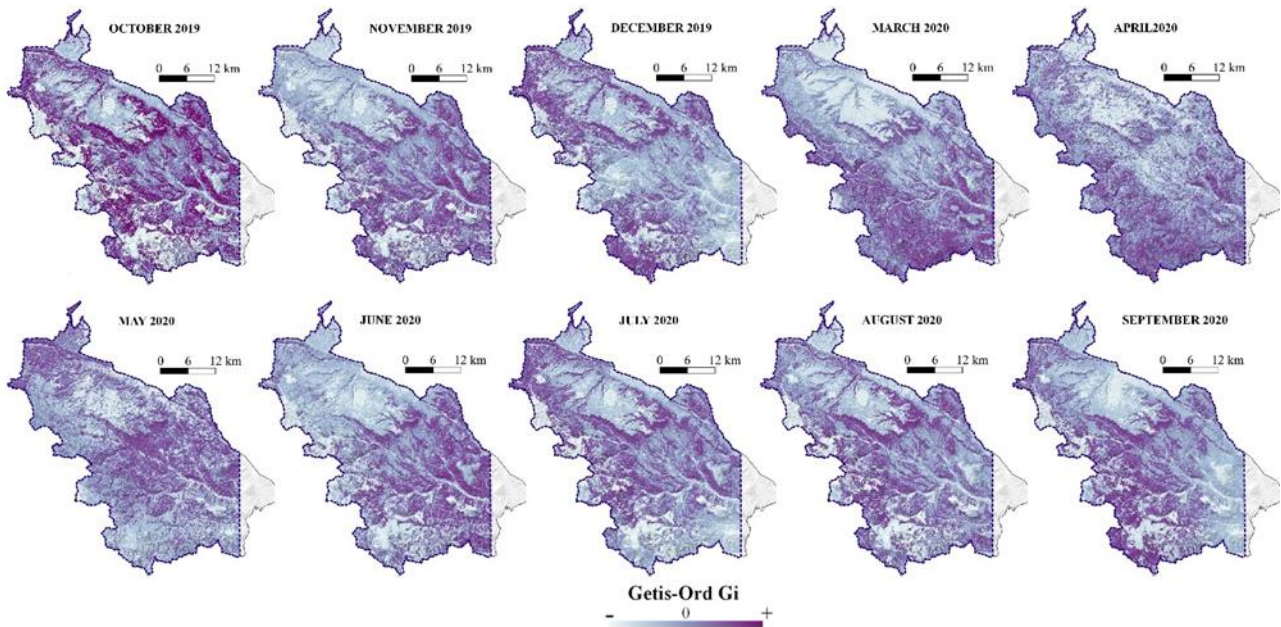 OCTOBER 2019
0 6 12 km
NOVEMBER 2019
0 6 12 km
DECEMBER 2019
0 6 12 km
MARCH 2020
0 6 12 km
APRIL2020
0 6 12 km
MAY 2020
0 6 12 km
JUNE 2020
0 6 12 km
JULY 2020
0 6 12 km
AUGUST 2020
0 6 12 km
SEPTEMBER 2020
0 6 12 km
Getis-Ord Gi
- 0 +